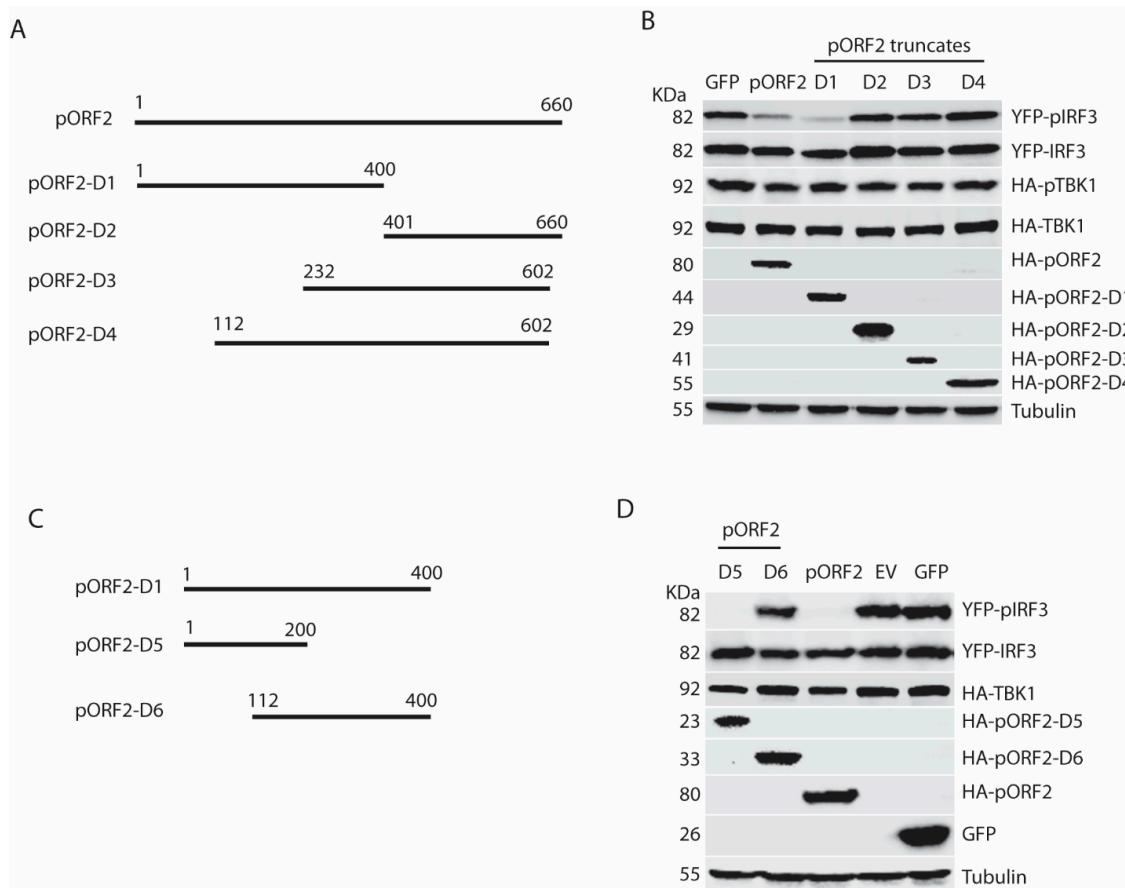 A
1
660
pORF2
1
400
pORF2-D1
401
660
pORF2-D2
232
602
pORF2-D3
112
602
pORF2-D4
B
pORF2 truncates
GFP pORF2 D1 D2 D3 D4
KDa
82 YFP-pIRF3
82 YFP-IRF3
92 HA-pTBK1
92 HA-TBK1
80 HA-pORF2
44 HA-pORF2-D1
29 HA-pORF2-D2
41 HA-pORF2-D3
55 HA-pORF2-D4
55 Tubulin
C
1
400
pORF2-D1
1
200
pORF2-D5
112
400
pORF2-D6
D
pORF2
D5 D6 pORF2 EV GFP
KDa
82 YFP-pIRF3
82 YFP-IRF3
92 HA-TBK1
23 HA-pORF2-D5
33 HA-pORF2-D6
80 HA-pORF2
26 GFP
55 Tubulin